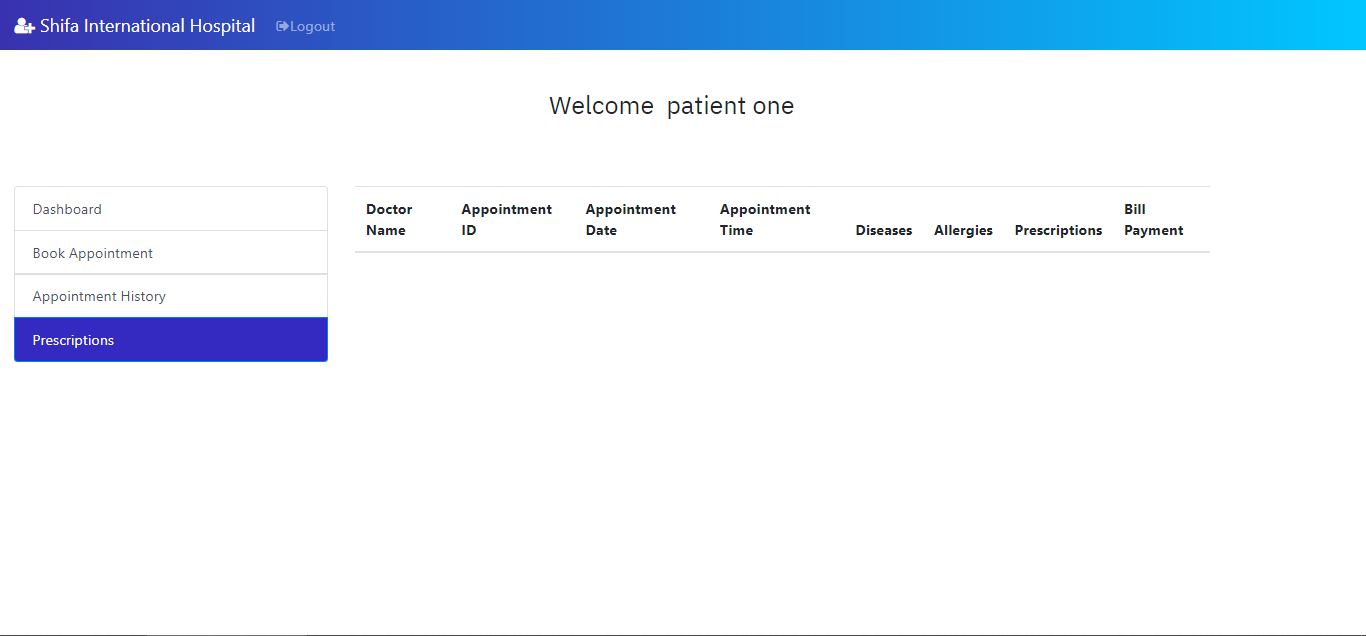 Shifa International Hospital Logout
Welcome patient one
Dashboard
Book Appointment
Appointment History
Prescriptions
Doctor Name
Appointment ID
Appointment Date
Appointment Time
Diseases
Allergies
Prescriptions
Bill Payment